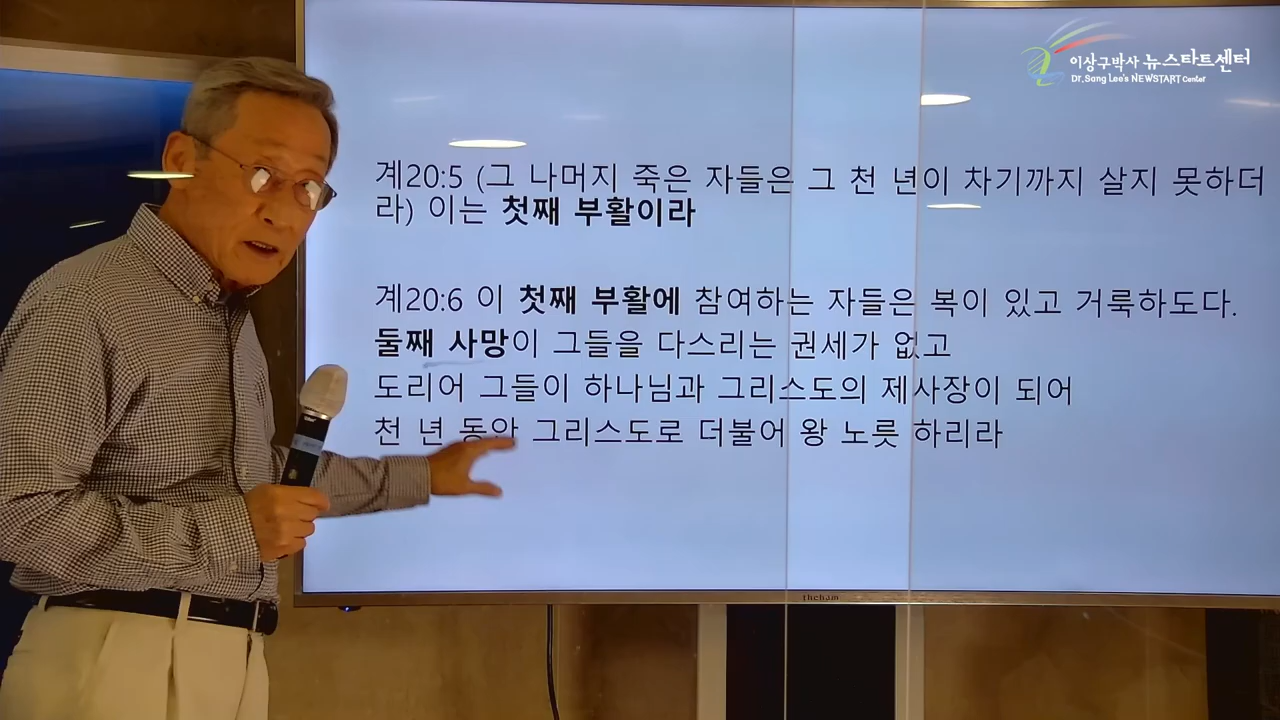 이상구박사 뉴스타트센터
Dr. Sang Lee's NEWSTART Center
계20:5 (그 나머지 죽은 자들은 그 천 년이 차기까지 살지 못하더
라) 이는 첫째 부활이라
계20:6 이 첫째 부활에 참여하는 자들은 복이 있고 거룩하도다.
둘째 사망이 그들을 다스리는 권세가 없고
도리어 그들이 하나님과 그리스도의 제사장이 되어
천 년 동안 그리스도로 더불어 왕 노릇 하리라
theham